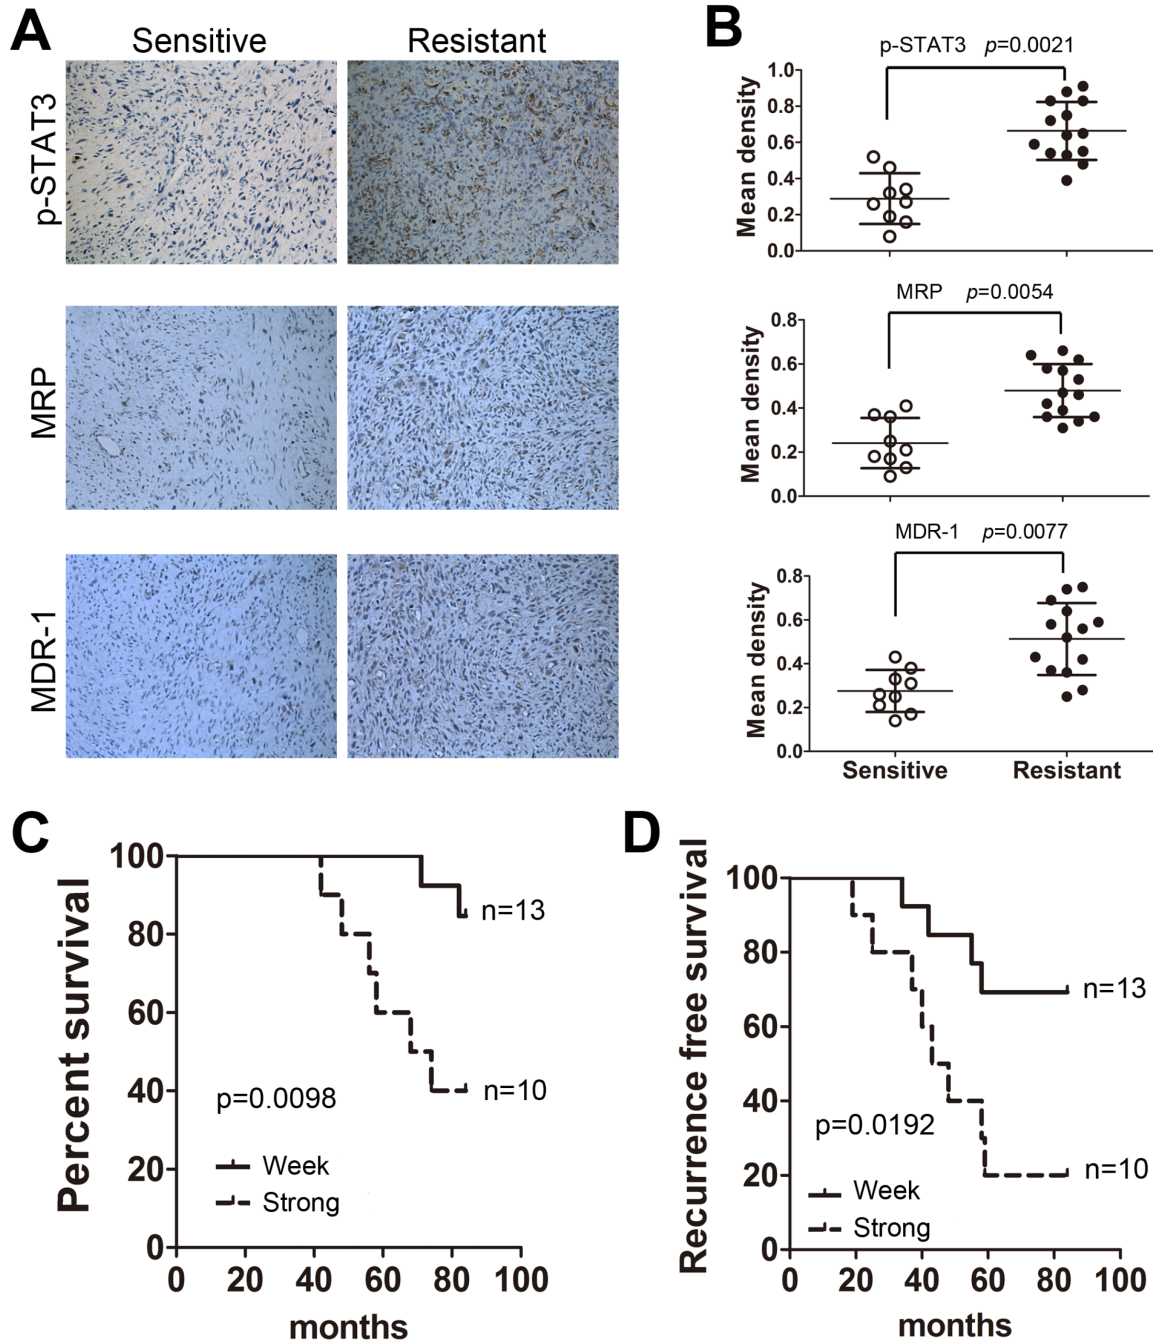 A
Sensitive
Resistant
p-STAT3
MRP
MDR-1
B
p-STAT3 p=0.0021
Mean density
1.0
0.8
0.6
0.4
0.2
0.0
MRP p=0.0054
Mean density
0.8
0.6
0.4
0.2
0.0
MDR-1 p=0.0077
Mean density
0.8
0.6
0.4
0.2
0.0
Sensitive
Resistant
C
Percent survival
100
80
60
40
20
0
n=13
n=10
p=0.0098
Week
Strong
0 20 40 60 80 100
months
D
Recurrence free survival
100
80
60
40
20
0
n=13
n=10
p=0.0192
Week
Strong
0 20 40 60 80 100
months